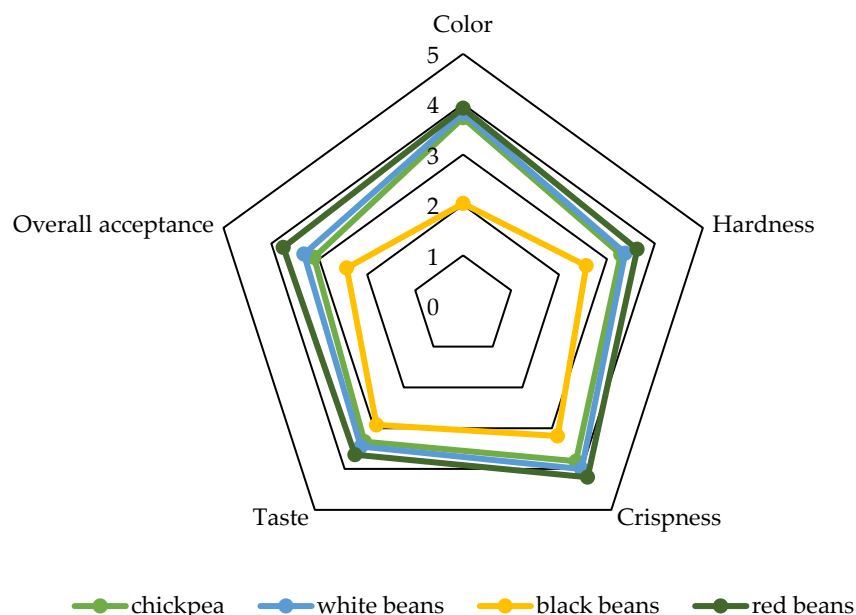 Color
5
4
3
2
1
0
Overall acceptance
Hardness
Taste
Crispness
chickpea
white beans
black beans
red beans